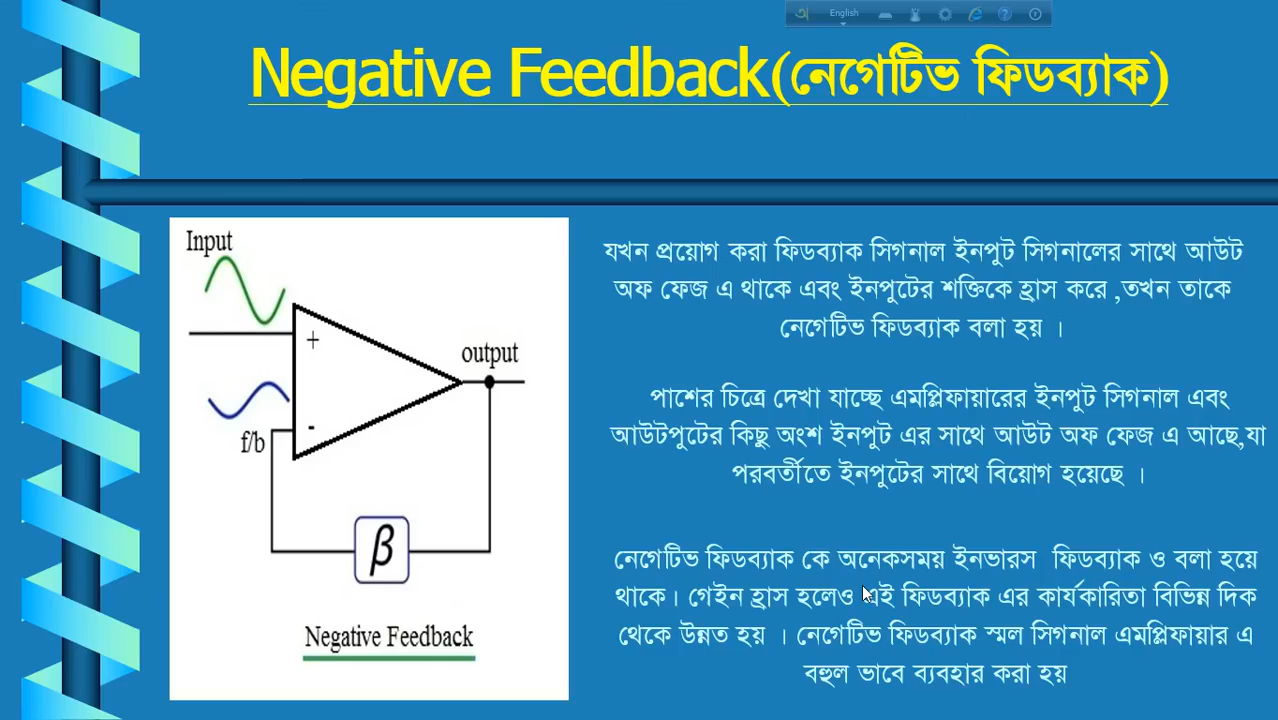 English
Negative Feedback(নেগেটিভ ফিডব্যাক)
Input
+
output
-
f/b
β
Negative Feedback
যখন প্রয়োগ করা ফিডব্যাক সিগনাল ইনপুট সিগনালের সাথে আউট
অফ ফেজ এ থাকে এবং ইনপুটের শক্তিকে হ্রাস করে ,তখন তাকে
নেগেটিভ ফিডব্যাক বলা হয় ।
পাশের চিত্রে দেখা যাচ্ছে এমপ্লিফায়ারের ইনপুট সিগনাল এবং
আউটপুটের কিছু অংশ ইনপুট এর সাথে আউট অফ ফেজ এ আছে,যা
পরবর্তীতে ইনপুটের সাথে বিয়োগ হয়েছে ।
নেগেটিভ ফিডব্যাক কে অনেকসময় ইনভারস ফিডব্যাক ও বলা হয়ে
থাকে। গেইন হ্রাস হলেও এই ফিডব্যাক এর কার্যকারিতা বিভিন্ন দিক
থেকে উন্নত হয় । নেগেটিভ ফিডব্যাক স্মল সিগনাল এমপ্লিফায়ার এ
বহুল ভাবে ব্যবহার করা হয়